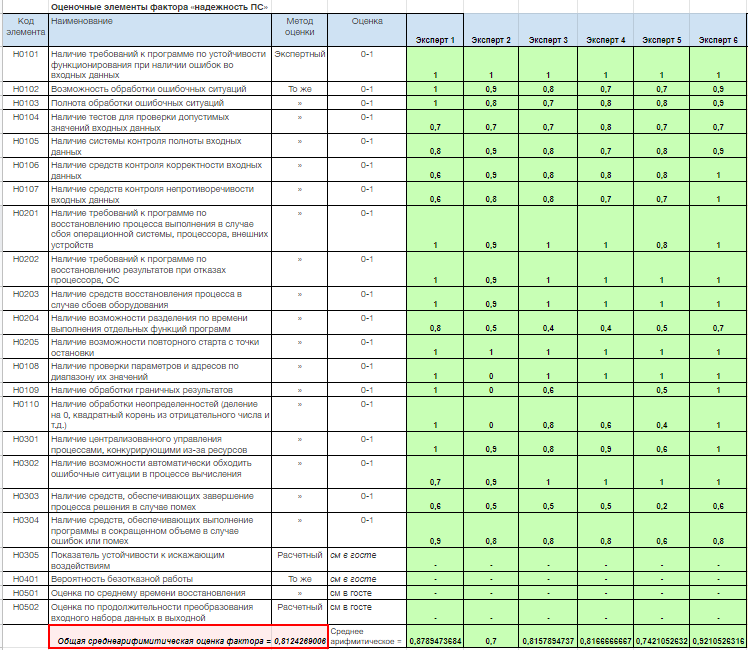 Оценочные элементы фактора «надежность ПС»
Код элемента Наименование Метод оценки Оценка Эксперт 1 Эксперт 2 Эксперт 3 Эксперт 4 Эксперт 5 Эксперт 6
Н0101 Наличие требований к программе по устойчивости Экспертный 0-1
функционирования при наличии ошибок во
входных данных 1 1 1 1 1 1
Н0102 Возможность обработки ошибочных ситуаций То же 0-1 1 0,9 0,8 0,7 0,7 0,9
Н0103 Полнота обработки ошибочных ситуаций » 0-1 1 0,8 0,7 0,8 0,8 0,9
Н0104 Наличие тестов для проверки допустимых » 0-1
значений входных данных 0,7 0,7 0,7 0,8 0,7 0,7
Н0105 Наличие системы контроля полноты входных » 0-1
данных 0,8 0,9 0,8 0,7 0,8 0,9
Н0106 Наличие средств контроля корректности входных » 0-1
данных 0,6 0,9 0,8 0,8 0,8 1
Н0107 Наличие средств контроля непротиворечивости » 0-1
входных данных 0,6 0,8 0,8 0,7 0,7 1
Н0201 Наличие требований к программе по » 0-1
восстановлению процесса выполнения в случае
сбоя операционной системы, процессора, внешних
устройств 1 0,9 1 1 0,8 1
Н0202 Наличие требований к программе по » 0-1
восстановлению результатов при отказах
процессора, ОС 1 0,9 1 1 1 1
Н0203 Наличие средств восстановления процесса в » 0-1
случае сбоев оборудования 1 0,9 1 1 1 1
Н0204 Наличие возможности разделения по времени » 0-1
выполнения отдельных функций программ 0,8 0,5 0,4 0,4 0,5 0,7
Н0205 Наличие возможности повторного старта с точки » 0-1
остановки 1 1 1 1 1 1
Н0108 Наличие проверки параметров и адресов по » 0-1
диапазону их значений 1 0 1 1 1 1
Н0109 Наличие обработки граничных результатов » 0-1 1 0 0,6 0,5 1
Н0110 Наличие обработки неопределенностей (деление » 0-1
на 0, квадратный корень из отрицательного числа и
т.д.) 1 0 0,8 0,6 0,4 1
Н0301 Наличие централизованного управления » 0-1
процессами, конкурирующими из-за ресурсов 1 0,9 0,8 0,9 0,6 1
Н0302 Наличие возможности автоматически обходить » 0-1
ошибочные ситуации в процессе вычисления 0,7 0,9 1 1 1 1
Н0303 Наличие средств, обеспечивающих завершение » 0-1
процесса решения в случае помех 0,6 0,5 0,5 0,5 0,2 0,6
Н0304 Наличие средств, обеспечивающих выполнение » 0-1
программы в сокращенном объеме в случае
ошибок или помех 0,9 0,8 0,8 0,8 0,6 0,8
Н0305 Показатель устойчивости к искажающим Расчетный см в госте
воздействиям - - - - - -
Н0401 Вероятность безотказной работы То же см в госте - - - - - -
Н0501 Оценка по среднему времени восстановления » см в госте - - - - - -
Н0502 Оценка по продолжительности преобразования Расчетный см в госте
входного набора данных в выходной - - - - - -
Общая среднеарифимитическая оценка фактора = 0,8124269006 Среднее арифметическое = 0,8789473684 0,7 0,8157894737 0,8166666667 0,7421052632 0,9210526316